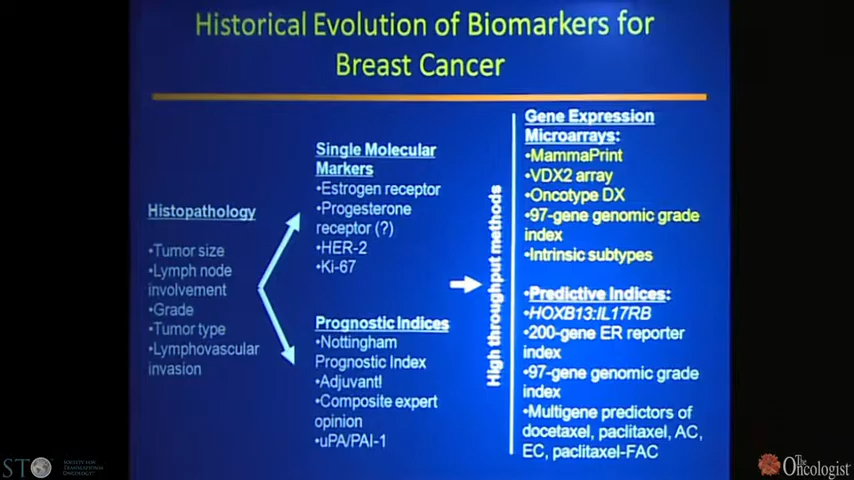 Historical Evolution of Biomarkers for
Breast Cancer
Histopathology
•Tumor size
•Lymph node
involvement
•Grade
•Tumor type
•Lymphovascular
invasion
Single Molecular
Markers
•Estrogen receptor
•Progesterone
receptor (?)
•HER-2
•Ki-67
Prognostic Indices
•Nottingham
Prognostic Index
•Adjuvant!
•Composite expert
opinion
•uPA/PAI-1
High throughput methods
Gene Expression
Microarrays:
•MammaPrint
•VDX2 array
•Oncotype DX
•97-gene genomic grade
index
•Intrinsic subtypes
•Predictive Indices:
•HOXB13:IL17RB
•200-gene ER reporter
index
•97-gene genomic grade
index
•Multigene predictors of
docetaxel, paclitaxel, AC,
EC, paclitaxel-FAC
STO
SOCIETY FOR
TRANSLATIONAL
ONCOLOGY
The
Oncologist